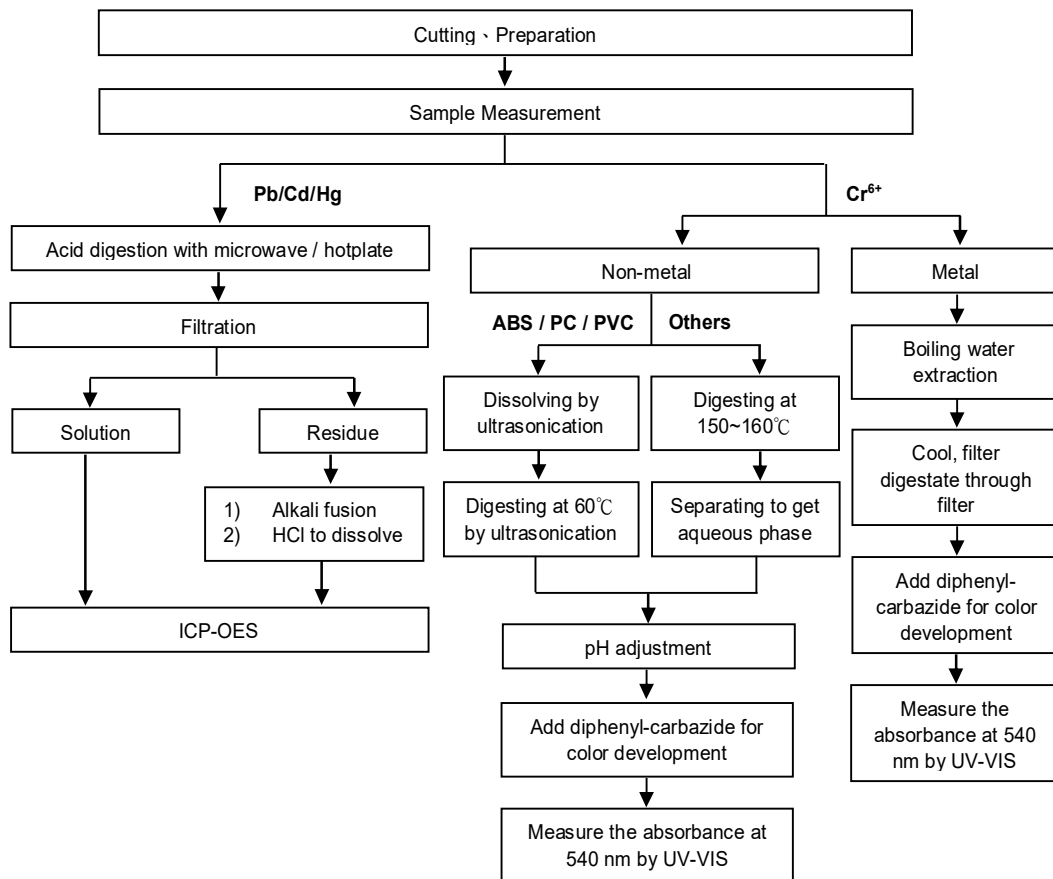 Cutting、Preparation
Sample Measurement
Pb/Cd/Hg
Cr⁶⁺
Acid digestion with microwave / hotplate
Non-metal
Metal
Filtration
ABS / PC / PVC
Others
Boiling water
extraction
Solution
Residue
Dissolving by
ultrasonication
Digesting at
150~160℃
Cool, filter
digestate through
filter
1) Alkali fusion
2) HCl to dissolve
Digesting at 60℃
by ultrasonication
Separating to get
aqueous phase
Add diphenyl-
carbazide for color
development
ICP-OES
pH adjustment
Measure the
absorbance at 540
nm by UV-VIS
Add diphenyl-carbazide for
color development
Measure the absorbance at
540 nm by UV-VIS